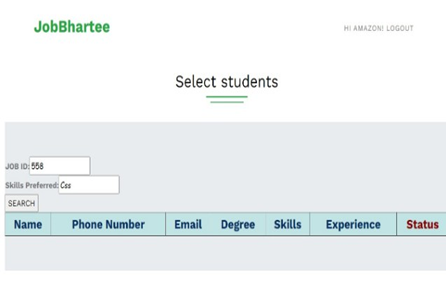 JobBhartee
HI AMAZON! LOGOUT
Select students
JOB ID: 558
Skills Preferred: Css
SEARCH
Name Phone Number Email Degree Skills Experience Status